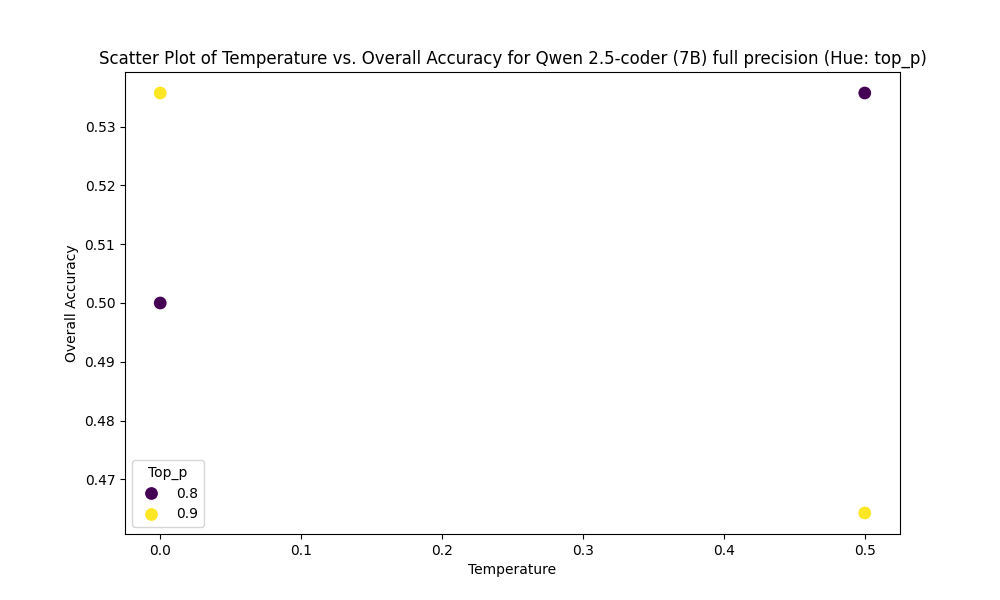 Scatter Plot of Temperature vs. Overall Accuracy for Qwen 2.5-coder (7B) full precision (Hue: top_p)
Overall Accuracy
0.53
0.52
0.51
0.50
0.49
0.48
0.47
Top_p
0.8
0.9
0.0 0.1 0.2 0.3 0.4 0.5
Temperature